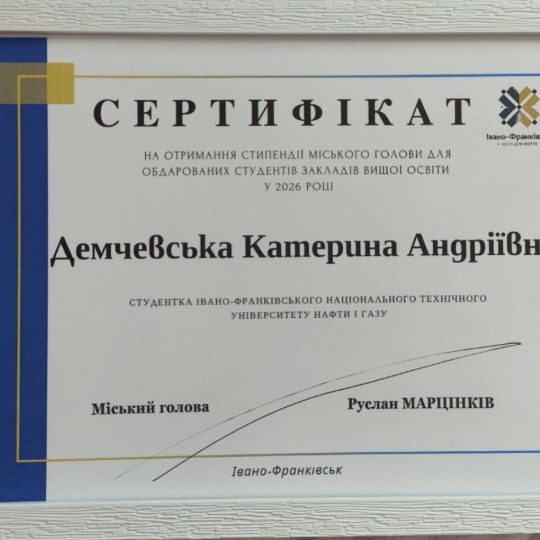 СЕРТИФІКАТ
Івано-Франків
НА ОТРИМАННЯ СТИПЕНДІЇ МІСЬКОГО ГОЛОВИ ДЛЯ
ОБДАРОВАНИХ СТУДЕНТІВ ЗАКЛАДІВ ВИЩОЇ ОСВІТИ
У 2026 РОЦІ
Демчевська Катерина Андріївн
СТУДЕНТКА ІВАНО-ФРАНКІВСЬКОГО НАЦІОНАЛЬНОГО ТЕХНІЧНОГО
УНІВЕРСИТЕТУ НАФТИ І ГАЗУ
Міський голова Руслан МАРЦІНКІВ
Івано-Франківськ